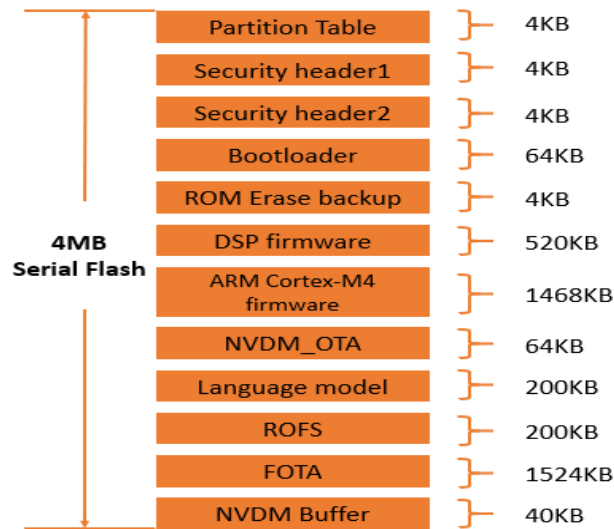 Partition Table 4KB
Security header1 4KB
Security header2 4KB
Bootloader 64KB
ROM Erase backup 4KB
4MB
Serial Flash
DSP firmware 520KB
ARM Cortex-M4
firmware 1468KB
NVDM_OTA 64KB
Language model 200KB
ROFS 200KB
FOTA 1524KB
NVDM Buffer 40KB